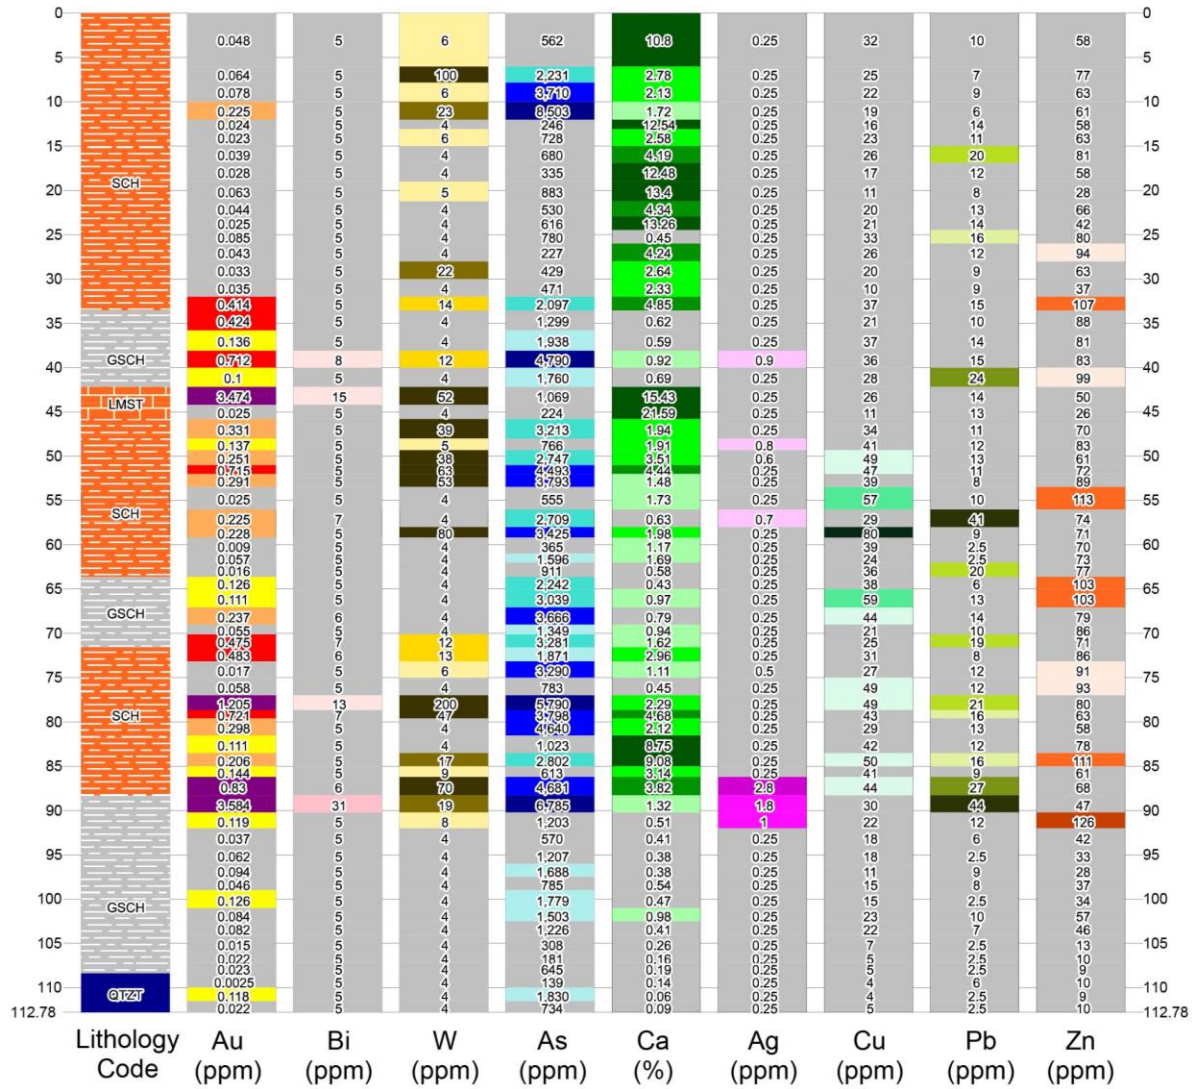 0 0
0.048 5 6 562 10.8 0.25 32 10 58
5 5
0.064 5 100 2,231 2.78 0.25 25 7 77
0.078 5 6 3,710 2.13 0.25 22 9 63
10 10
0.225 5 23 8,503 1.72 0.25 19 6 61
0.024 5 4 246 12.54 0.25 16 14 58
0.023 5 6 728 2.58 0.25 22 11 63
15 15
0.039 5 4 680 4.19 0.25 26 20 81
0.028 5 4 335 12.48 0.25 17 12 58
SCH
20 0.063 5 5 883 13.4 0.25 11 8 28 20
0.044 5 4 530 4.34 0.25 20 13 66
0.025 5 4 616 13.26 0.25 21 14 42
25 0.085 5 4 780 0.45 0.25 33 16 80 25
0.043 5 4 227 4.24 0.25 26 12 94
0.033 5 22 429 2.64 0.25 20 9 63
30 30
0.035 5 4 471 2.33 0.25 10 9 37
0.414 5 14 2,097 4.85 0.25 37 15 107
35 0.424 5 4 1,299 0.62 0.25 21 10 88 35
0.136 5 4 1,938 0.59 0.25 37 14 81
GSCH 0.712 8 12 4,790 0.92 0.9 36 15 83
40 40
0.1 5 4 1,760 0.69 0.25 28 24 99
LMST 3.474 15 52 1,069 15.43 0.25 26 14 50
45 0.025 5 4 224 21.59 0.25 11 13 26 45
0.331 5 39 3,213 1.94 0.25 34 11 70
0.137 5 5 766 1.91 0.8 41 12 83
50 0.251 5 38 2,747 3.51 0.6 49 13 61 50
0.715 5 63 4,493 4.44 0.25 47 11 72
0.291 5 53 3,793 1.48 0.25 39 8 89
55 0.025 5 4 555 1.73 0.25 57 10 113 55
SCH
0.225 7 4 2,709 0.63 0.7 29 41 74
0.228 5 80 3,425 1.98 0.25 80 9 71
60 0.009 5 4 365 1.17 0.25 39 2.5 70 60
0.057 5 4 1,596 1.69 0.25 24 2.5 73
0.016 5 4 911 0.58 0.25 36 20 77
65 0.126 5 4 2,242 0.43 0.25 38 6 103 65
0.111 5 4 3,039 0.97 0.25 59 13 103
GSCH
0.237 6 4 3,666 0.79 0.25 44 14 79
70 0.055 5 4 1,349 0.94 0.25 21 10 86 70
0.475 7 12 3,281 1.62 0.25 25 19 71
0.483 6 13 1,871 2.96 0.25 31 8 86
75 0.017 6 6 3,290 1.11 0.5 27 12 91 75
0.058 5 4 783 0.45 0.25 49 12 93
1.205 13 200 5,790 2.29 0.25 49 21 80
SCH 0.721 7 47 3,798 4.68 0.25 43 16 63
80 0.298 5 4 4,640 2.12 0.25 29 13 58 80
0.111 5 4 1,023 8.75 0.25 42 12 78
0.206 5 17 2,802 9.08 0.25 50 16 111
85 0.144 5 9 613 3.14 0.25 41 9 61 85
0.83 6 70 4,681 3.82 2.8 44 27 68
90 3.584 31 19 6,785 1.32 1.8 30 44 47 90
0.119 5 8 1,203 0.51 1 22 12 126
0.037 5 4 570 0.41 0.25 18 6 42
95 0.062 5 4 1,207 0.38 0.25 18 2.5 33 95
0.094 5 4 1,688 0.38 0.25 11 9 28
0.046 5 4 785 0.54 0.25 15 8 37
100 0.126 5 4 1,779 0.47 0.25 15 2.5 34 100
GSCH
0.084 5 4 1,503 0.98 0.25 23 10 57
0.082 5 4 1,226 0.41 0.25 22 7 46
105 0.015 5 4 308 0.26 0.25 7 2.5 13 105
0.022 5 4 181 0.16 0.25 5 2.5 10
0.023 5 4 645 0.19 0.25 5 2.5 9
110 0.0025 5 4 139 0.14 0.25 4 6 10 110
QTZT 0.118 5 4 1,830 0.06 0.25 4 2.5 9
112.78 0.022 5 4 734 0.09 0.25 5 2.5 10 112.78
Lithology Au Bi W As Ca Ag Cu Pb Zn
Code (ppm) (ppm) (ppm) (ppm) (%) (ppm) (ppm) (ppm) (ppm)